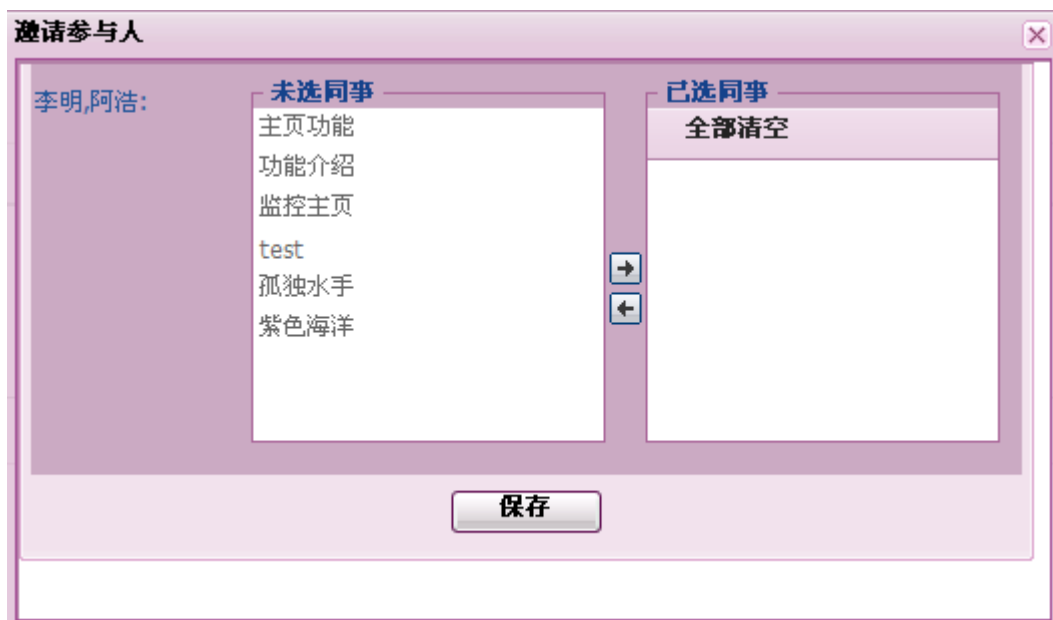 邀请参与人
李明,阿浩:
未选同事
主页功能
功能介绍
监控主页
test
孤独水手
紫色海洋
已选同事
全部清空
保存